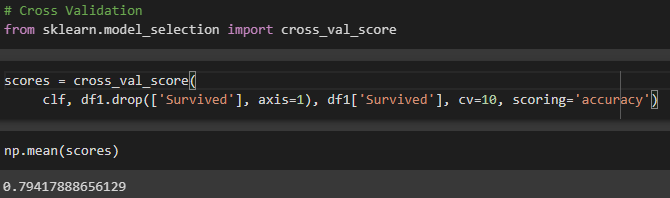 # Cross Validation
from sklearn.model_selection import cross_val_score
scores = cross_val_score(
    clf, df1.drop(['Survived'], axis=1), df1['Survived'], cv=10, scoring='accuracy')
np.mean(scores)
0.79417888656129